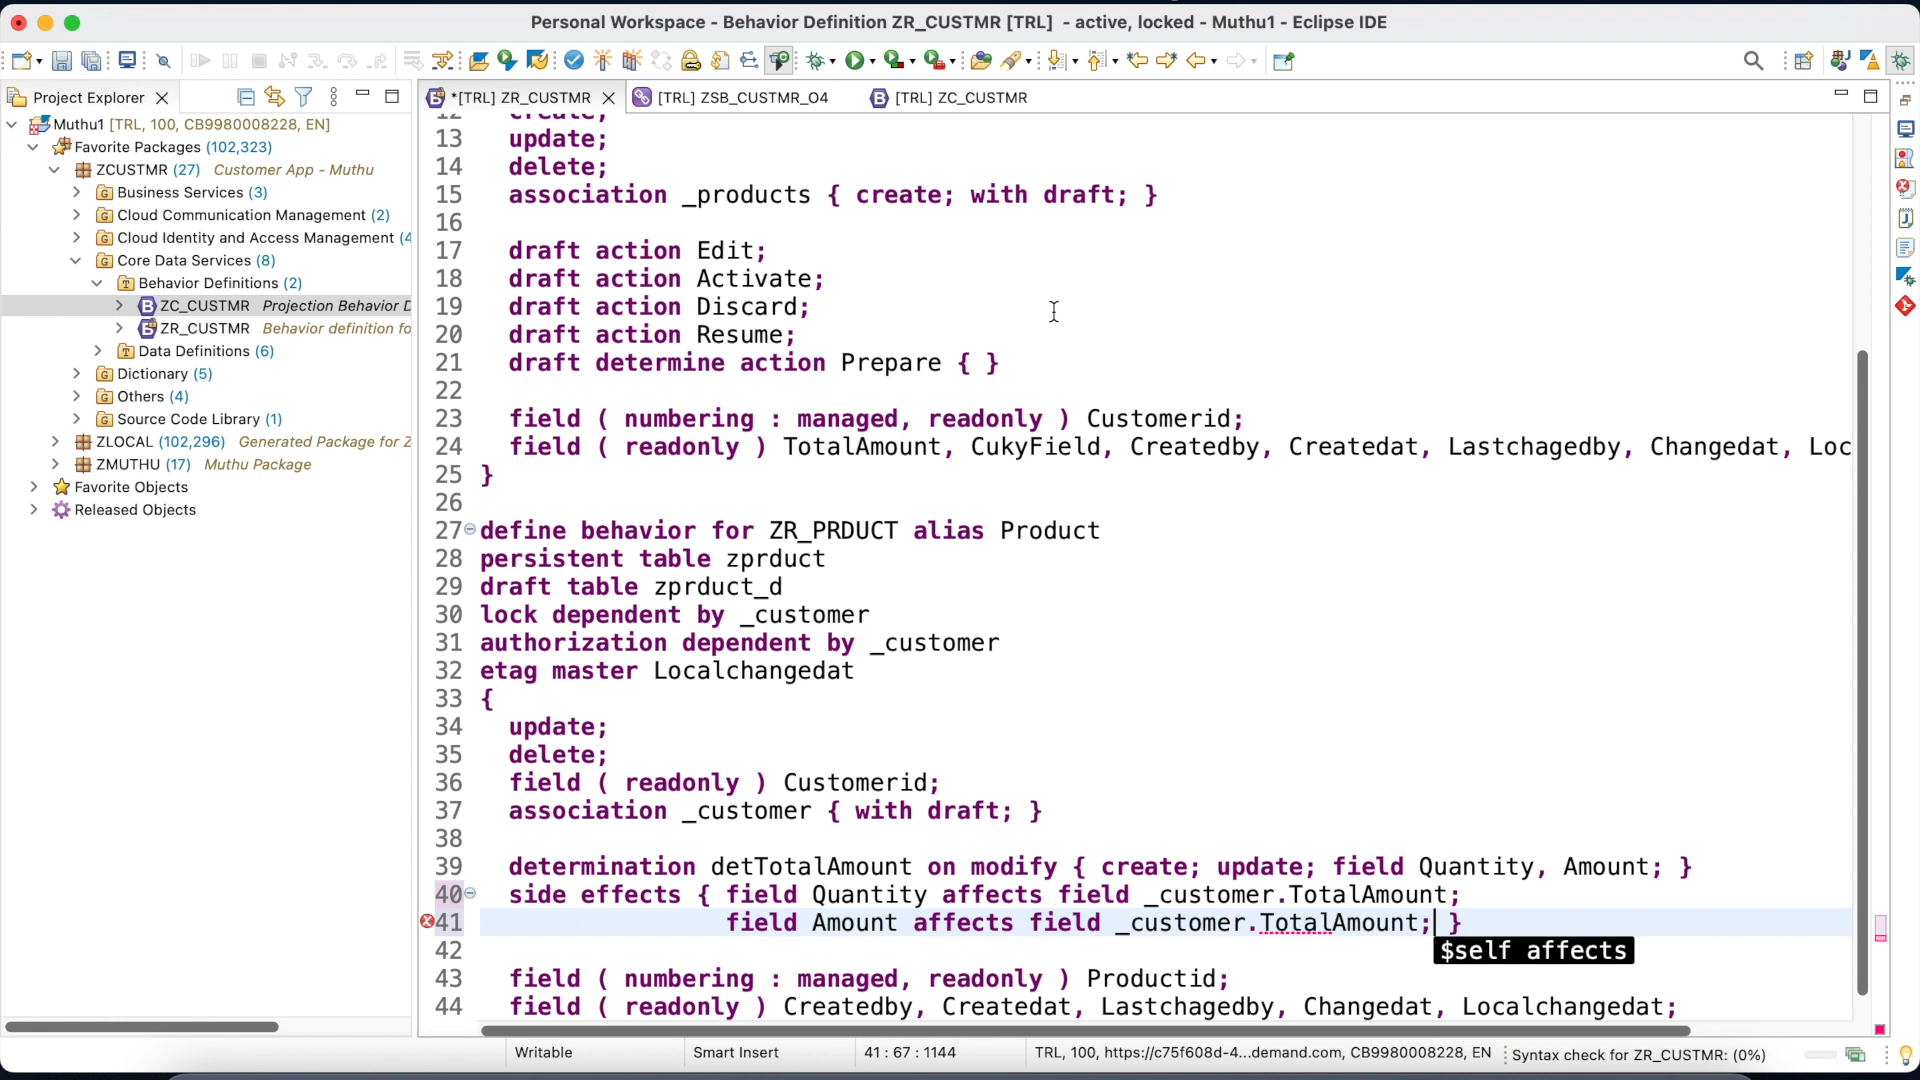 Personal Workspace - Behavior Definition ZR_CUSTMR [TRL]  - active, locked - Muthu1 - Eclipse IDE
Project Explorer
*[TRL] ZR_CUSTMR
[TRL] ZSB_CUSTMR_O4
[TRL] ZC_CUSTMR
Muthu1 [TRL, 100, CB9980008228, EN]
Favorite Packages (102,323)
ZCUSTMR (27) Customer App - Muthu
Business Services (3)
Cloud Communication Management (2)
Cloud Identity and Access Management (4
Core Data Services (8)
Behavior Definitions (2)
ZC_CUSTMR Projection Behavior D
ZR_CUSTMR Behavior definition fo
Data Definitions (6)
Dictionary (5)
Others (4)
Source Code Library (1)
ZLOCAL (102,296) Generated Package for Z
ZMUTHU (17) Muthu Package
Favorite Objects
Released Objects
12 create;
13 update;
14 delete;
15 association _products { create; with draft; }
16
17 draft action Edit;
18 draft action Activate;
19 draft action Discard;
20 draft action Resume;
21 draft determine action Prepare { }
22
23 field ( numbering : managed, readonly ) Customerid;
24 field ( readonly ) TotalAmount, CukyField, Createdby, Createdat, Lastchagedby, Changedat, Loc
25 }
26
27 define behavior for ZR_PRDUCT alias Product
28 persistent table zprduct
29 draft table zprduct_d
30 lock dependent by _customer
31 authorization dependent by _customer
32 etag master Localchangedat
33 {
34 update;
35 delete;
36 field ( readonly ) Customerid;
37 association _customer { with draft; }
38
39 determination detTotalAmount on modify { create; update; field Quantity, Amount; }
40 side effects { field Quantity affects field _customer.TotalAmount;
41 field Amount affects field _customer.TotalAmount; }
42 $self affects
43 field ( numbering : managed, readonly ) Productid;
44 field ( readonly ) Createdby, Createdat, Lastchagedby, Changedat, Localchangedat;
Writable
Smart Insert
41 : 67 : 1144
TRL, 100, https://c75f608d-4...demand.com, CB9980008228, EN
Syntax check for ZR_CUSTMR: (0%)